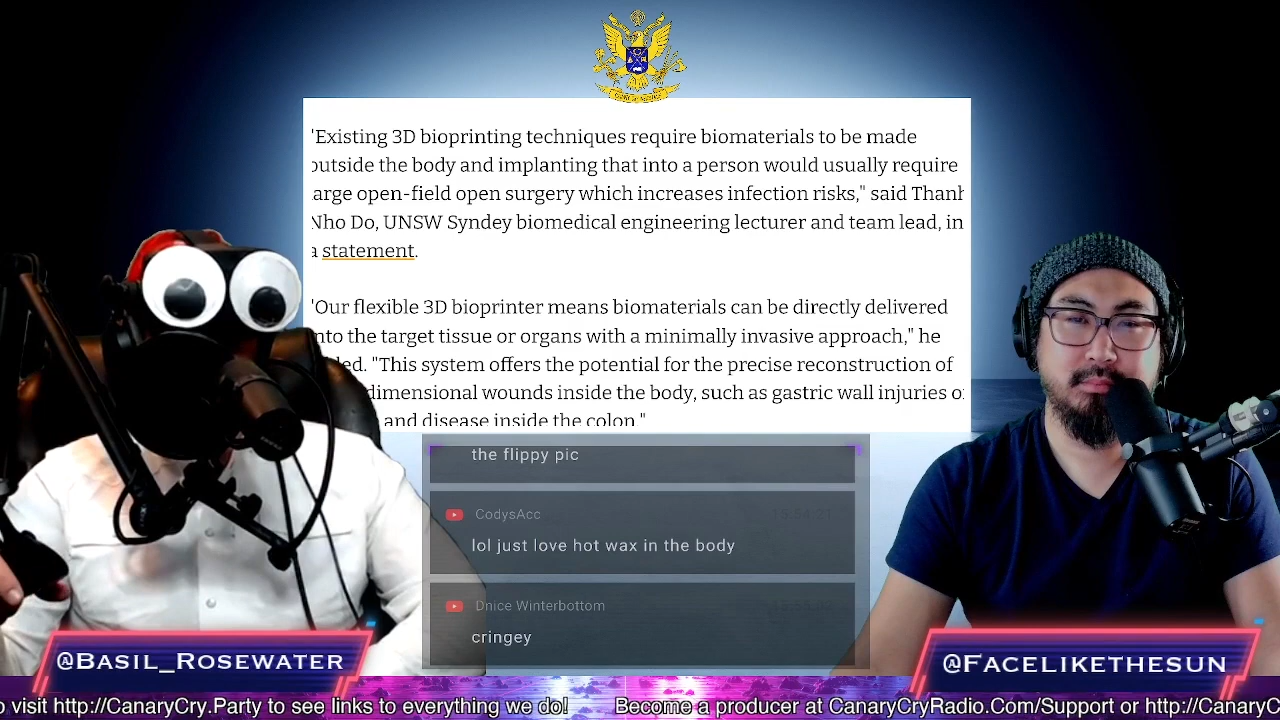 "Existing 3D bioprinting techniques require biomaterials to be made
outside the body and implanting that into a person would usually require
large open-field open surgery which increases infection risks," said Thanh
Nho Do, UNSW Syndey biomedical engineering lecturer and team lead, in
a statement.
"Our flexible 3D bioprinter means biomaterials can be directly delivered
into the target tissue or organs with a minimally invasive approach," he
ed. "This system offers the potential for the precise reconstruction of
dimensional wounds inside the body, such as gastric wall injuries or
and disease inside the colon."
the flippy pic
CodysAcc
lol just love hot wax in the body
Dnice Winterbottom
cringey
@BASIL_ROSEWATER
@FACELIKETHESUN
o visit http://CanaryCry.Party to see links to everything we do! Become a producer at CanaryCryRadio.Com/Support or http://CanaryC